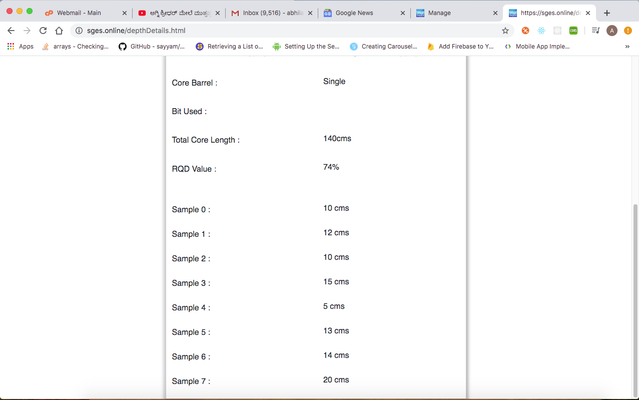 Webmail - Main
ಅಗ್ನಿ ಶ್ರೀಧರ್ ಮೇಲೆ
Inbox (9,516) - abhil
Google News
Manage
https://sges.online/d
sges.online/depthDetails.html
Apps
arrays - Checking...
GitHub - sayyam/...
Retrieving a List o...
Setting Up the Se...
Creating Carousel...
Add Firebase to Y...
Mobile App Imple...
Core Barrel : Single
Bit Used :
Total Core Length : 140cms
RQD Value : 74%
Sample 0 : 10 cms
Sample 1 : 12 cms
Sample 2 : 10 cms
Sample 3 : 15 cms
Sample 4 : 5 cms
Sample 5 : 13 cms
Sample 6 : 14 cms
Sample 7 : 20 cms